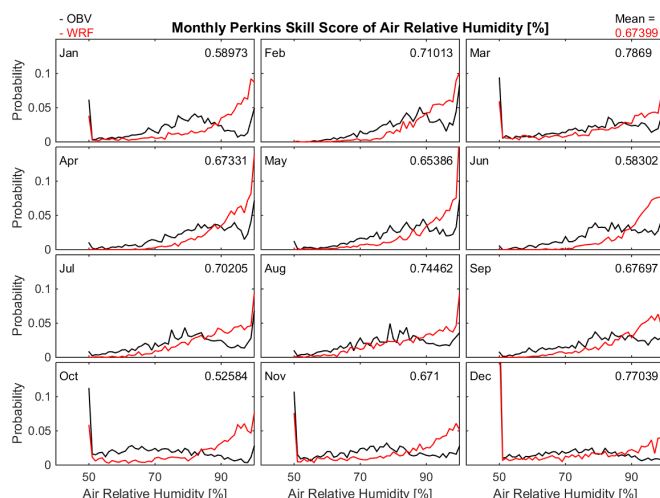 - OBV
- WRF
Monthly Perkins Skill Score of Air Relative Humidity [%]
Mean =
0.67399
Jan 0.58973
Feb 0.71013
Mar 0.7869
Probability
0.1
0.05
0
Apr 0.67331
May 0.65386
Jun 0.58302
Probability
0.1
0.05
0
Jul 0.70205
Aug 0.74462
Sep 0.67697
Probability
0.1
0.05
0
Oct 0.52584
Nov 0.671
Dec 0.77039
Probability
0.1
0.05
0
50 70 90
50 70 90
50 70 90
Air Relative Humidity [%]
Air Relative Humidity [%]
Air Relative Humidity [%]